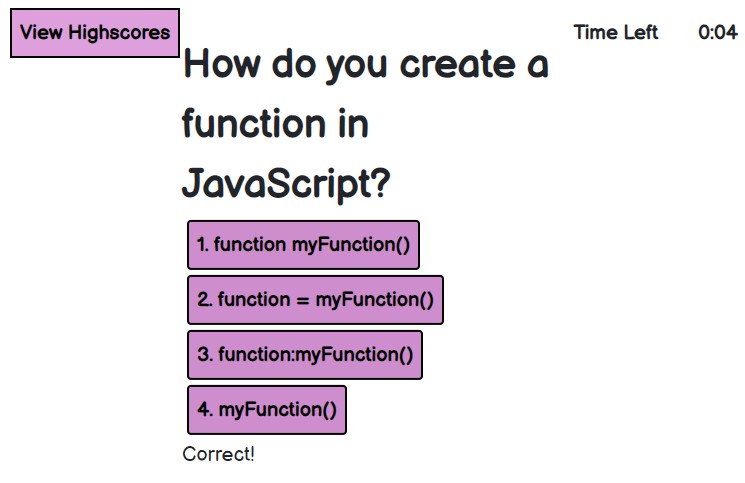 View Highscores
Time Left 0:04
How do you create a
function in
JavaScript?
1. function myFunction()
2. function = myFunction()
3. function:myFunction()
4. myFunction()
Correct!